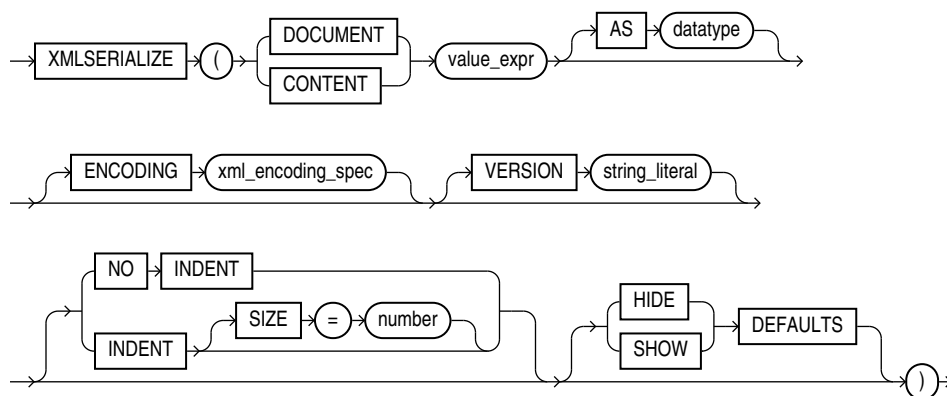 DOCUMENT
XMLSERIALIZE ( value_expr AS datatype
CONTENT
ENCODING xml_encoding_spec VERSION string_literal
NO INDENT
SIZE = number
INDENT
HIDE
DEFAULTS
SHOW
)